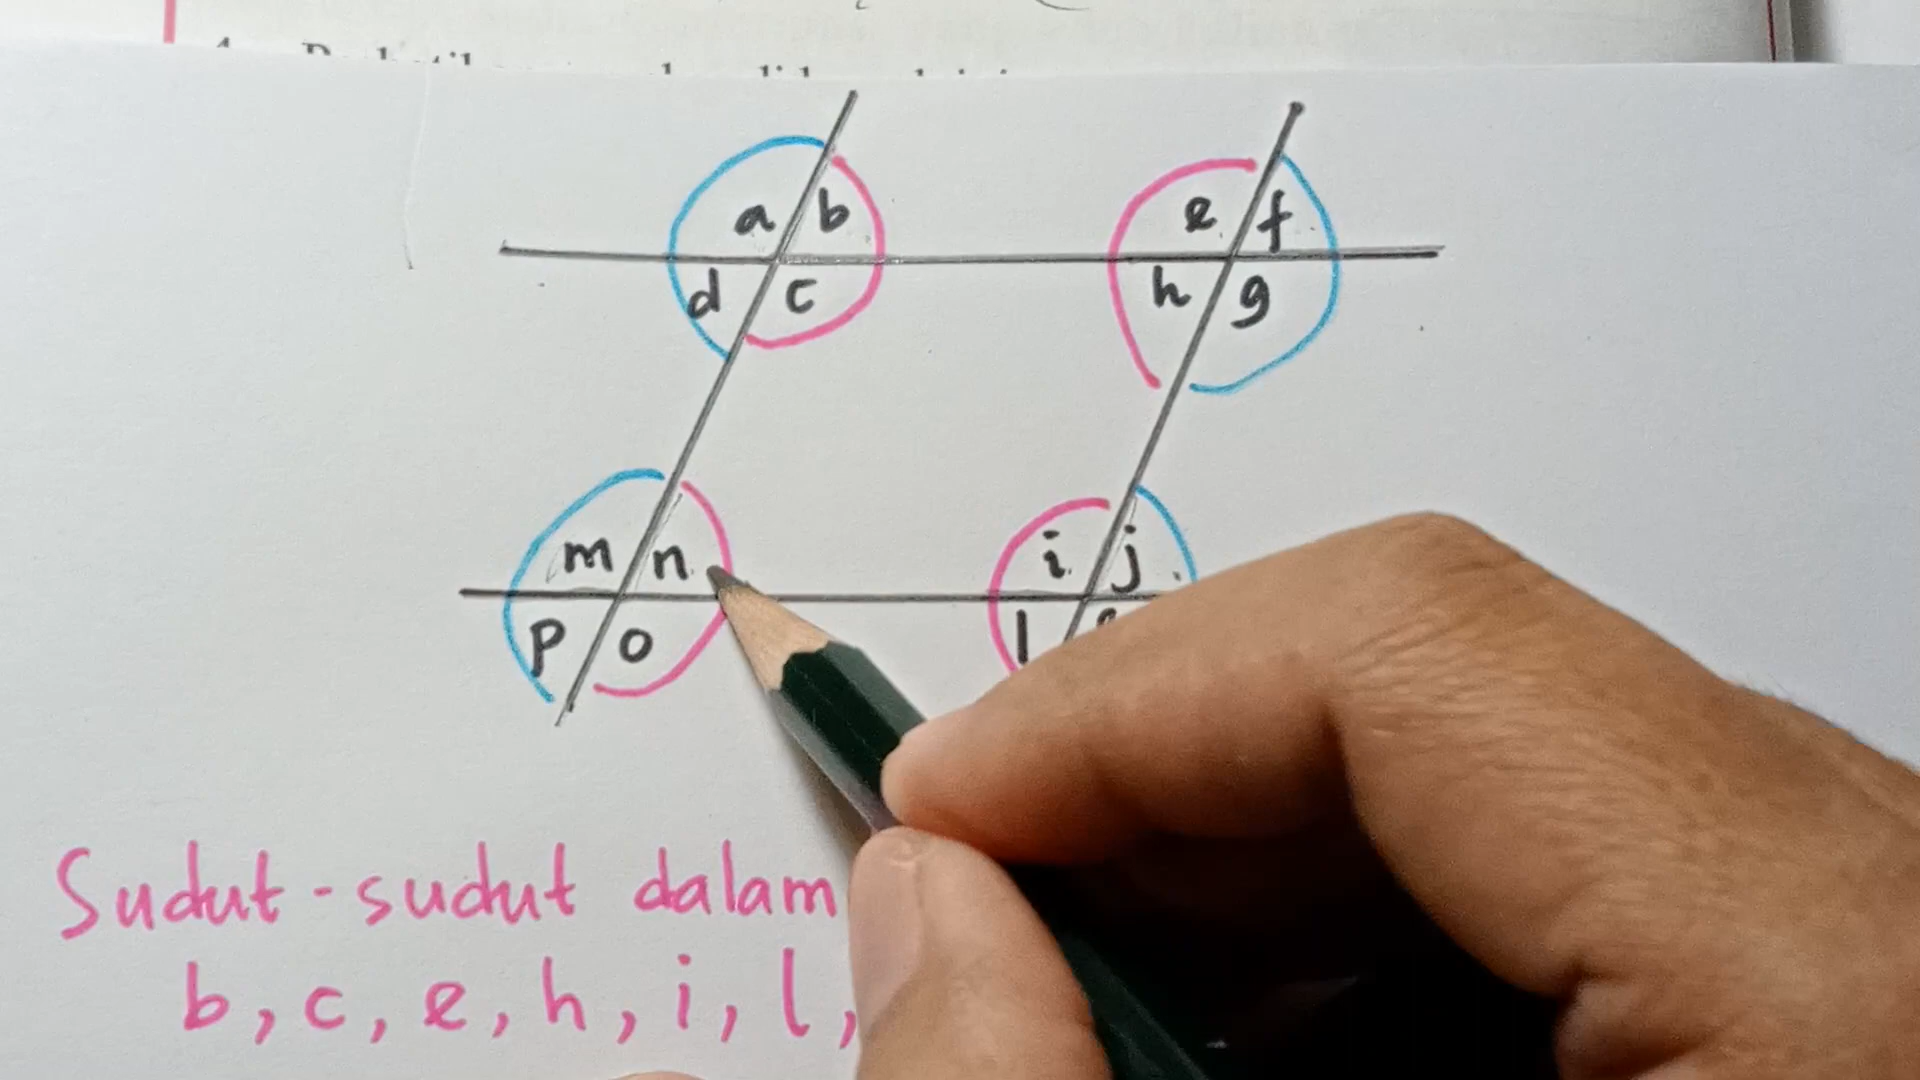 a b e f
d c h g
m n i j
p o l
Sudut-sudut dalam
b, c, e, h, i, l,